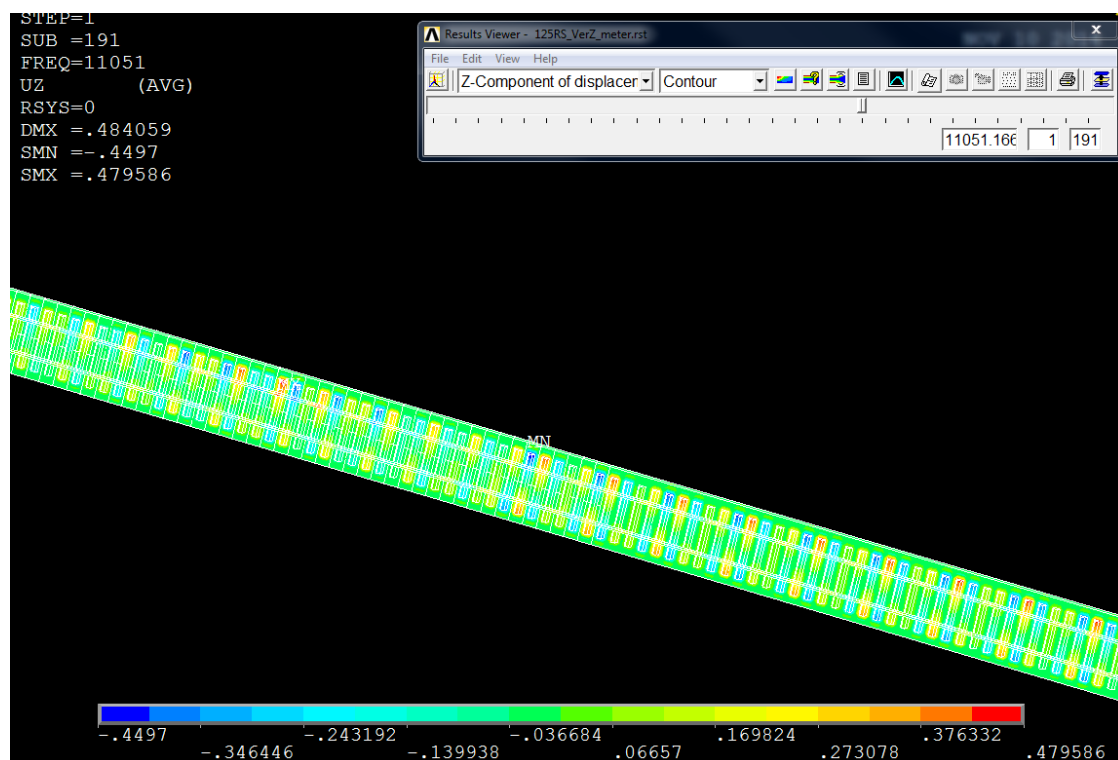 STEP=1
SUB =191
FREQ=11051
UZ (AVG)
RSYS=0
DMX =.484059
SMN =-.4497
SMX =.479586
Results Viewer - 125RS_VerZ_meter.rst
File Edit View Help
Z-Component of displacer
Contour
11051.166 1 191
MN
-.4497 -.243192 -.036684 .169824 .376332
-.346446 -.139938 .06657 .273078 .479586